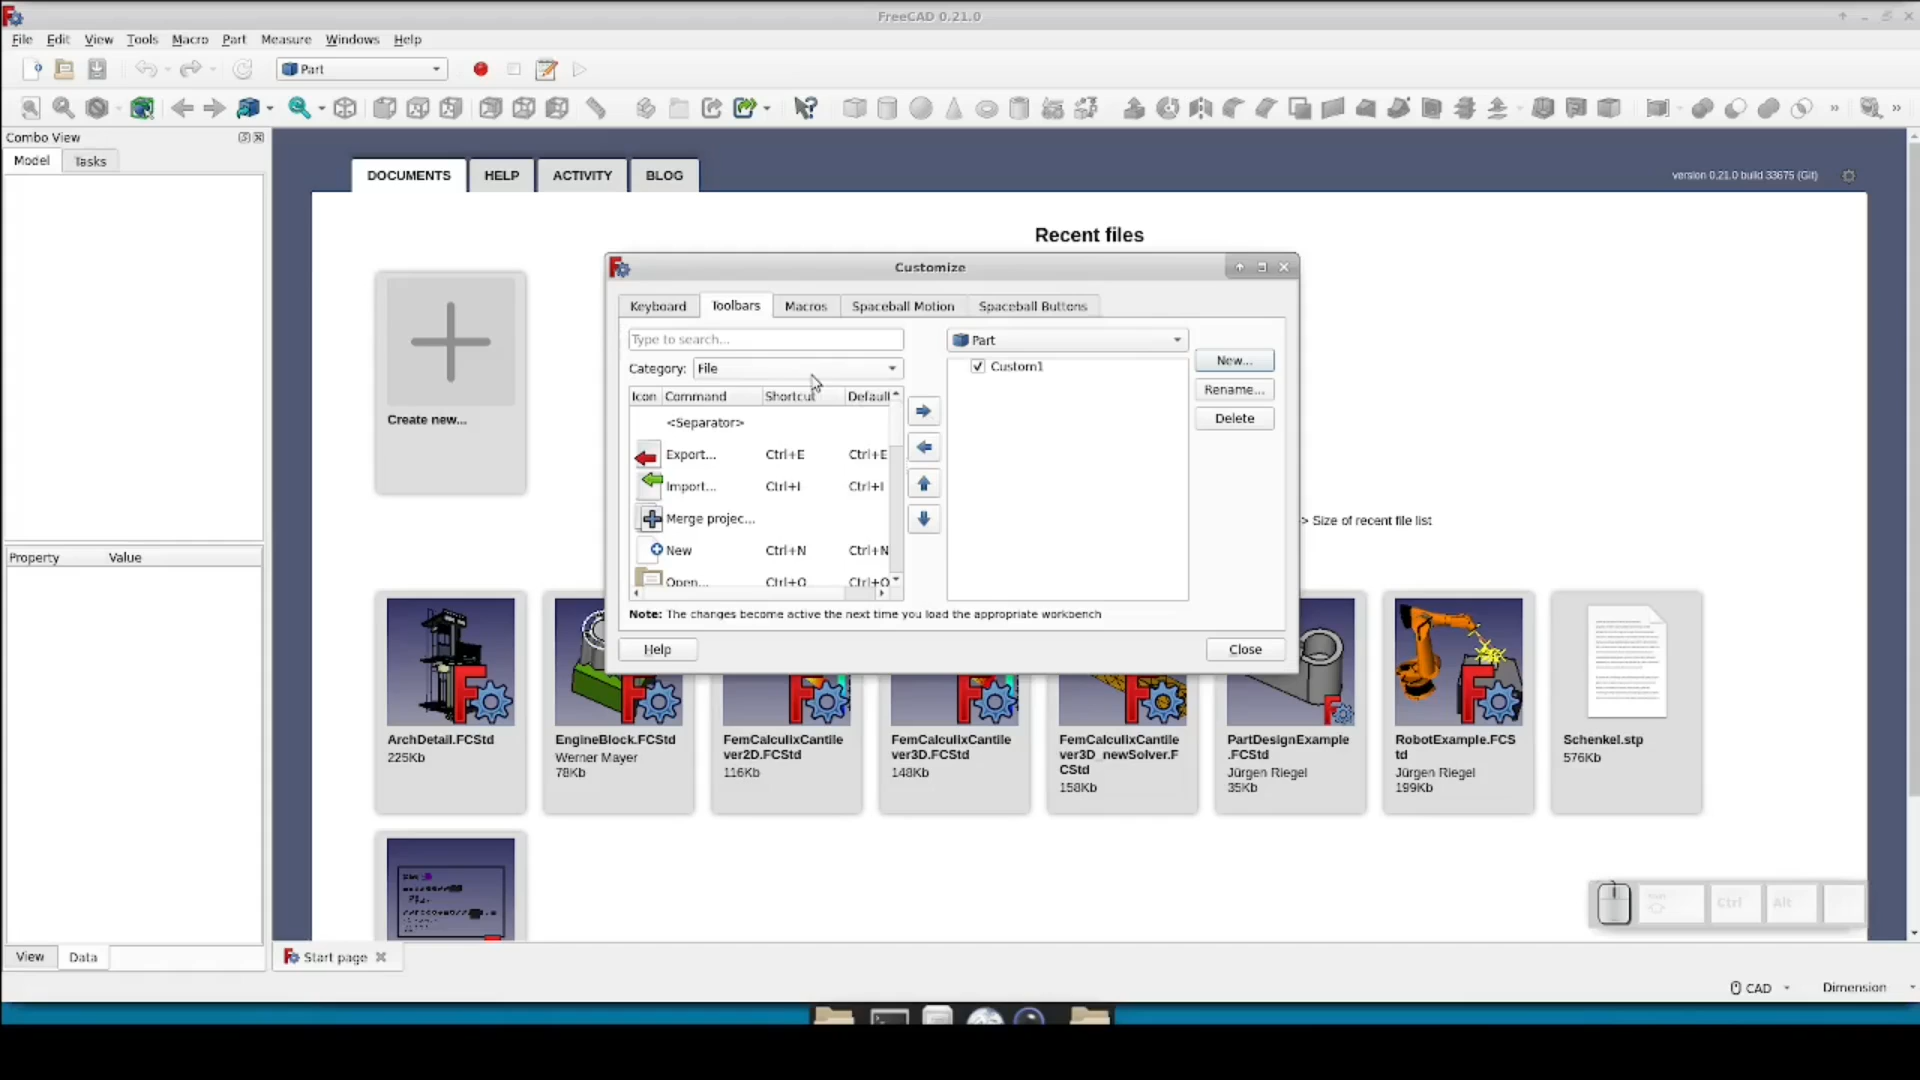 FreeCAD 0.21.0
File Edit View Tools Macro Part Measure Windows Help
Part
Combo View
Model Tasks
DOCUMENTS HELP ACTIVITY BLOG
version 0.21.0 build 33675 (Git)
Recent files
Create new...
Customize
Keyboard Toolbars Macros Spaceball Motion Spaceball Buttons
Type to search...
Part
Category: File
Custom1
New...
Rename...
Delete
Icon Command Shortcut Default
<Separator>
Export... Ctrl+E Ctrl+E
Import... Ctrl+I Ctrl+I
Merge projec...
New Ctrl+N Ctrl+N
Open... Ctrl+O Ctrl+O
Note: The changes become active the next time you load the appropriate workbench
Help Close
> Size of recent file list
Property Value
ArchDetail.FCStd
225Kb
EngineBlock.FCStd
Werner Mayer
78Kb
FemCalculixCantile
ver2D.FCStd
116Kb
FemCalculixCantile
ver3D.FCStd
148Kb
FemCalculixCantile
ver3D_newSolver.F
CStd
158Kb
PartDesignExample
.FCStd
Jürgen Riegel
35Kb
RobotExample.FCS
td
Jürgen Riegel
199Kb
Schenkel.stp
576Kb
Ctrl Alt
View Data
Start page
CAD Dimension